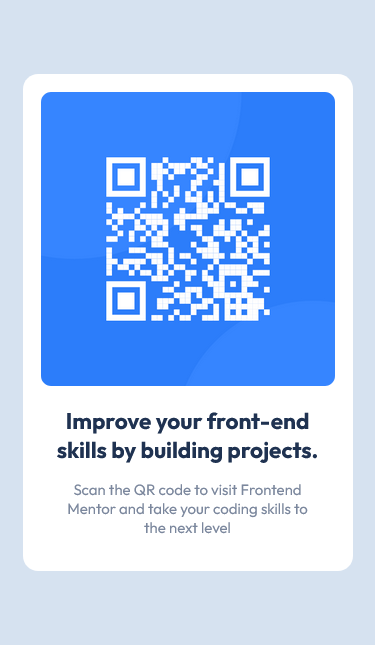 Improve your front-end
skills by building projects.
Scan the QR code to visit Frontend
Mentor and take your coding skills to
the next level